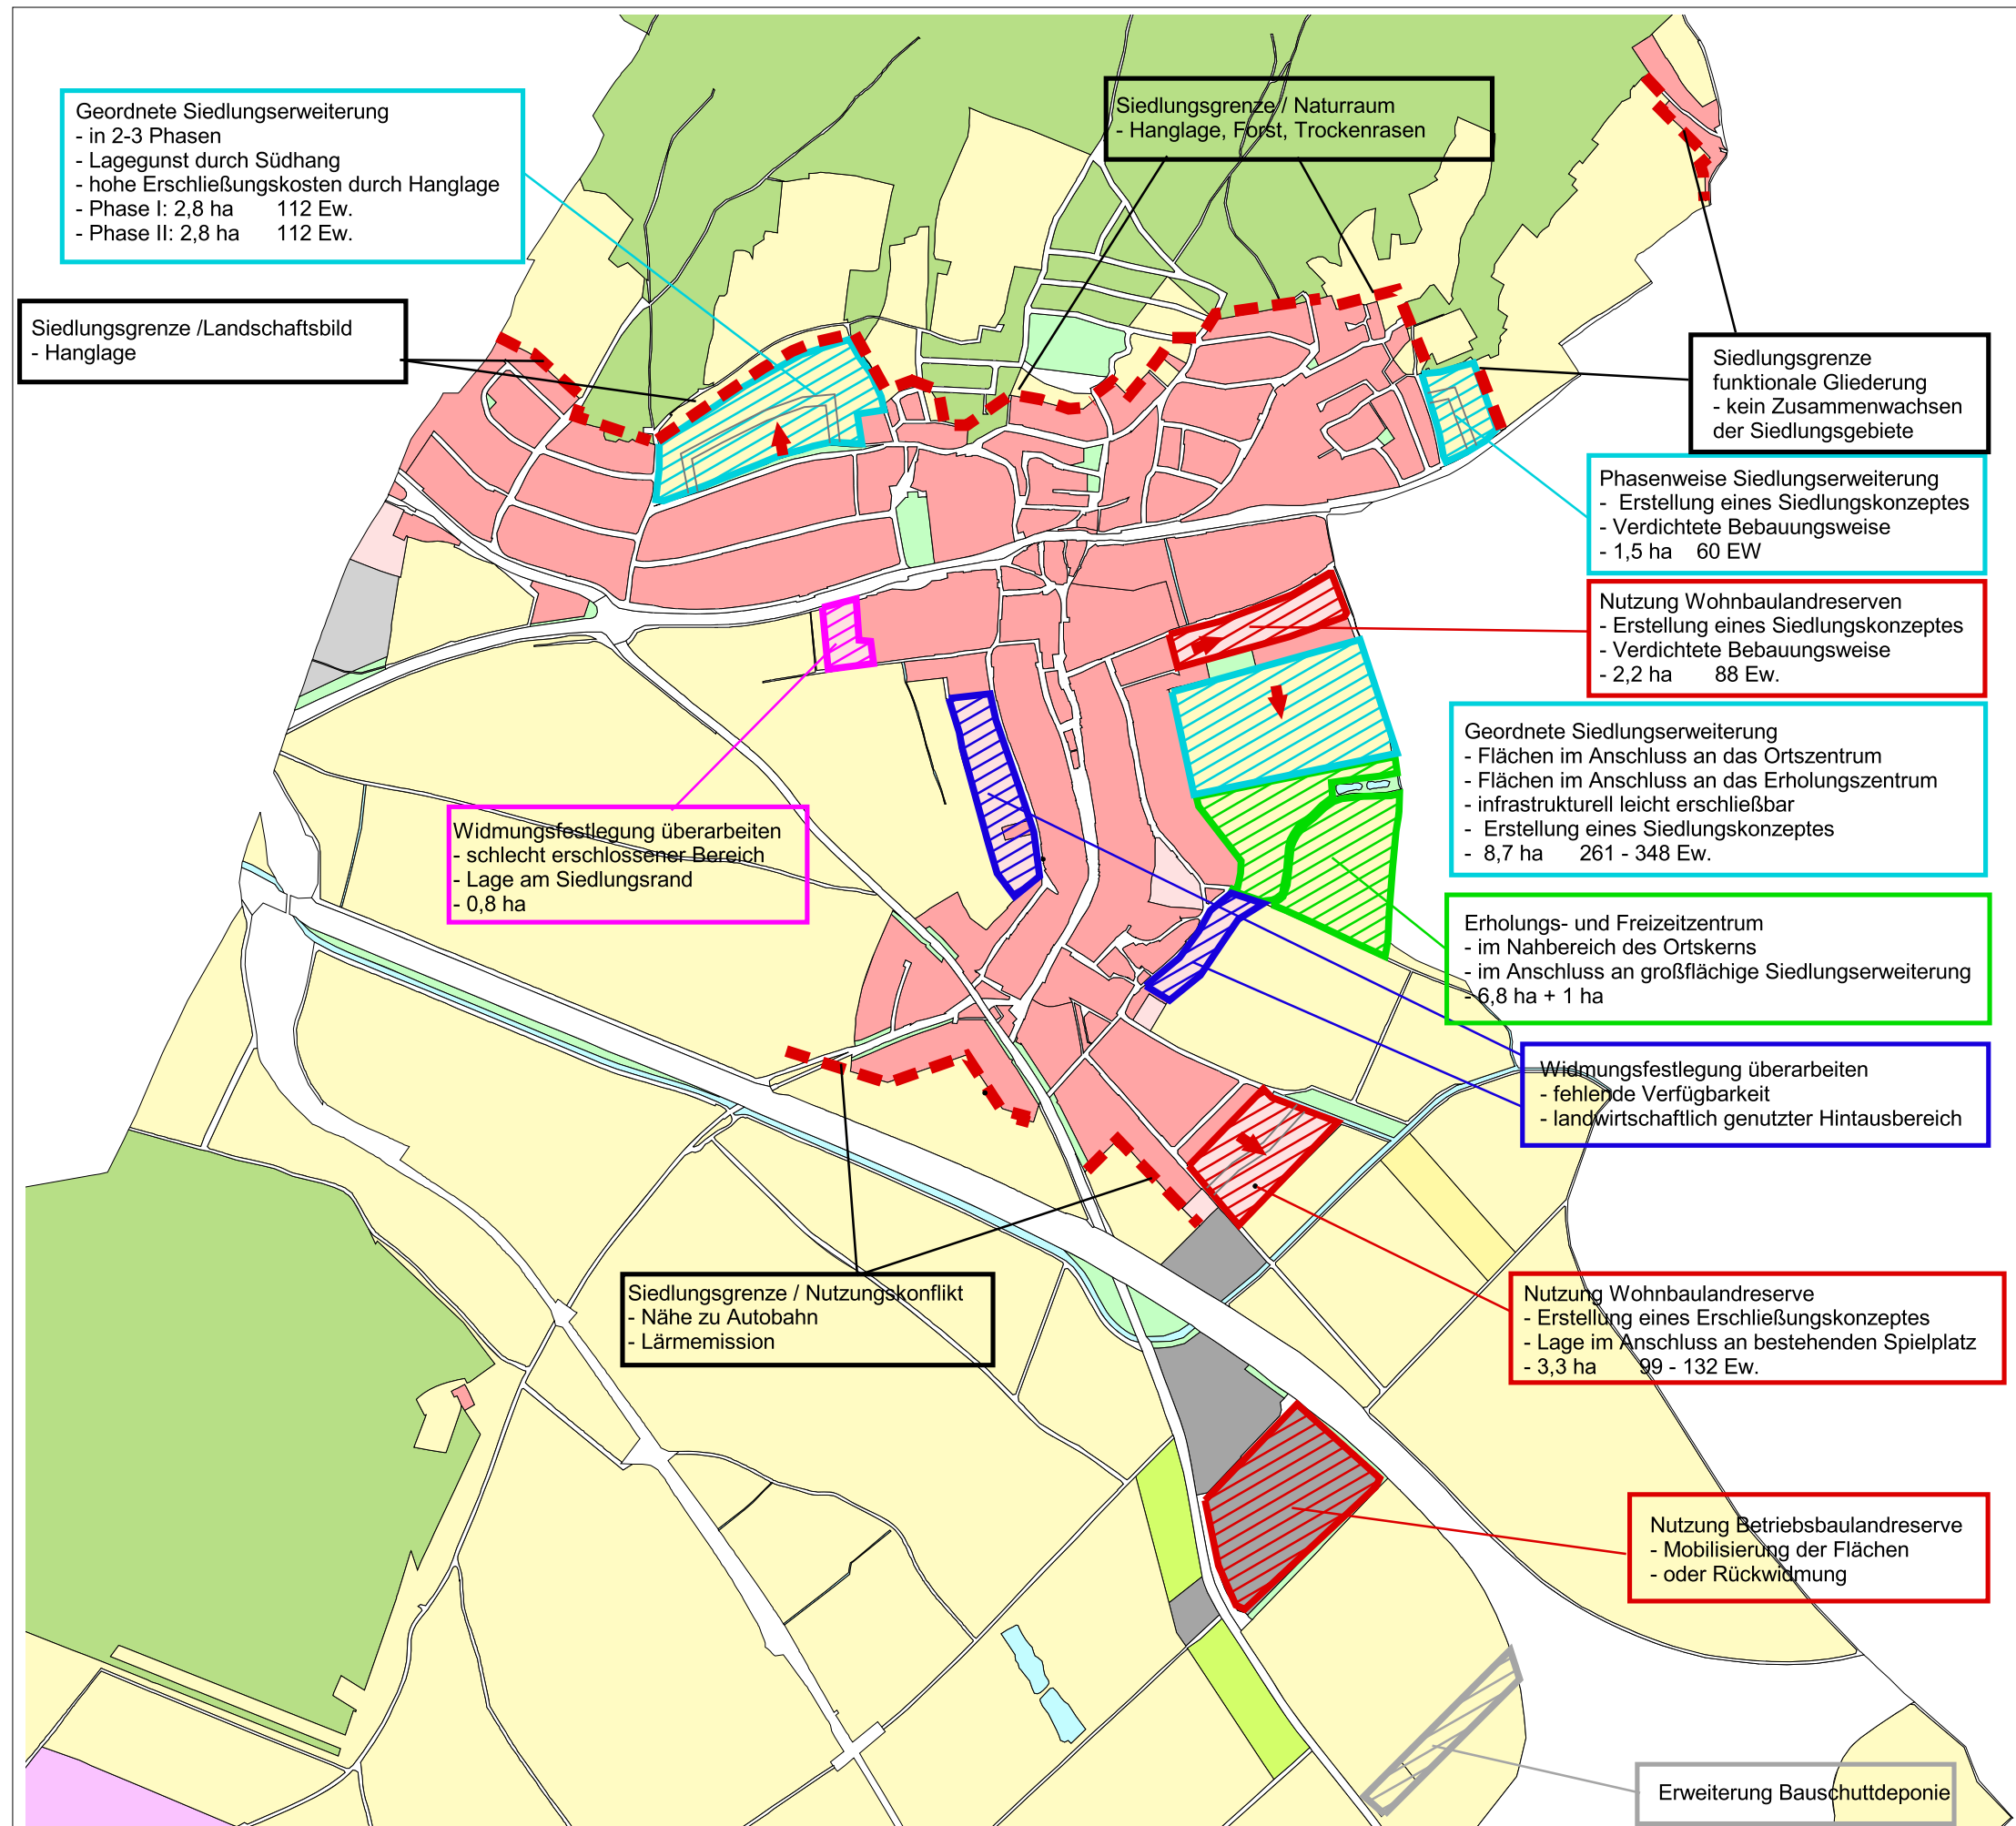 Geordnete Siedlungserweiterung
- in 2-3 Phasen
- Lagegunst durch Südhang
- hohe Erschließungskosten durch Hanglage
- Phase I: 2,8 ha 112 Ew.
- Phase II: 2,8 ha 112 Ew.
Siedlungsgrenze / Naturraum
- Hanglage, Forst, Trockenrasen
Siedlungsgrenze /Landschaftsbild
- Hanglage
Siedlungsgrenze
funktionale Gliederung
- kein Zusammenwachsen
der Siedlungsgebiete
Phasenweise Siedlungserweiterung
- Erstellung eines Siedlungskonzeptes
- Verdichtete Bebauungsweise
- 1,5 ha 60 EW
Nutzung Wohnbaulandreserven
- Erstellung eines Siedlungskonzeptes
- Verdichtete Bebauungsweise
- 2,2 ha 88 Ew.
Geordnete Siedlungserweiterung
- Flächen im Anschluss an das Ortszentrum
- Flächen im Anschluss an das Erholungszentrum
- infrastrukturell leicht erschließbar
- Erstellung eines Siedlungskonzeptes
- 8,7 ha 261 - 348 Ew.
Widmungsfestlegung überarbeiten
- schlecht erschlossener Bereich
- Lage am Siedlungsrand
- 0,8 ha
Erholungs- und Freizeitzentrum
- im Nahbereich des Ortskerns
- im Anschluss an großflächige Siedlungserweiterung
- 6,8 ha + 1 ha
Widmungsfestlegung überarbeiten
- fehlende Verfügbarkeit
- landwirtschaftlich genutzter Hintausbereich
Siedlungsgrenze / Nutzungskonflikt
- Nähe zu Autobahn
- Lärmemission
Nutzung Wohnbaulandreserve
- Erstellung eines Erschließungskonzeptes
- Lage im Anschluss an bestehenden Spielplatz
- 3,3 ha 99 - 132 Ew.
Nutzung Betriebsbaulandreserve
- Mobilisierung der Flächen
- oder Rückwidmung
Erweiterung Bauschuttdeponie